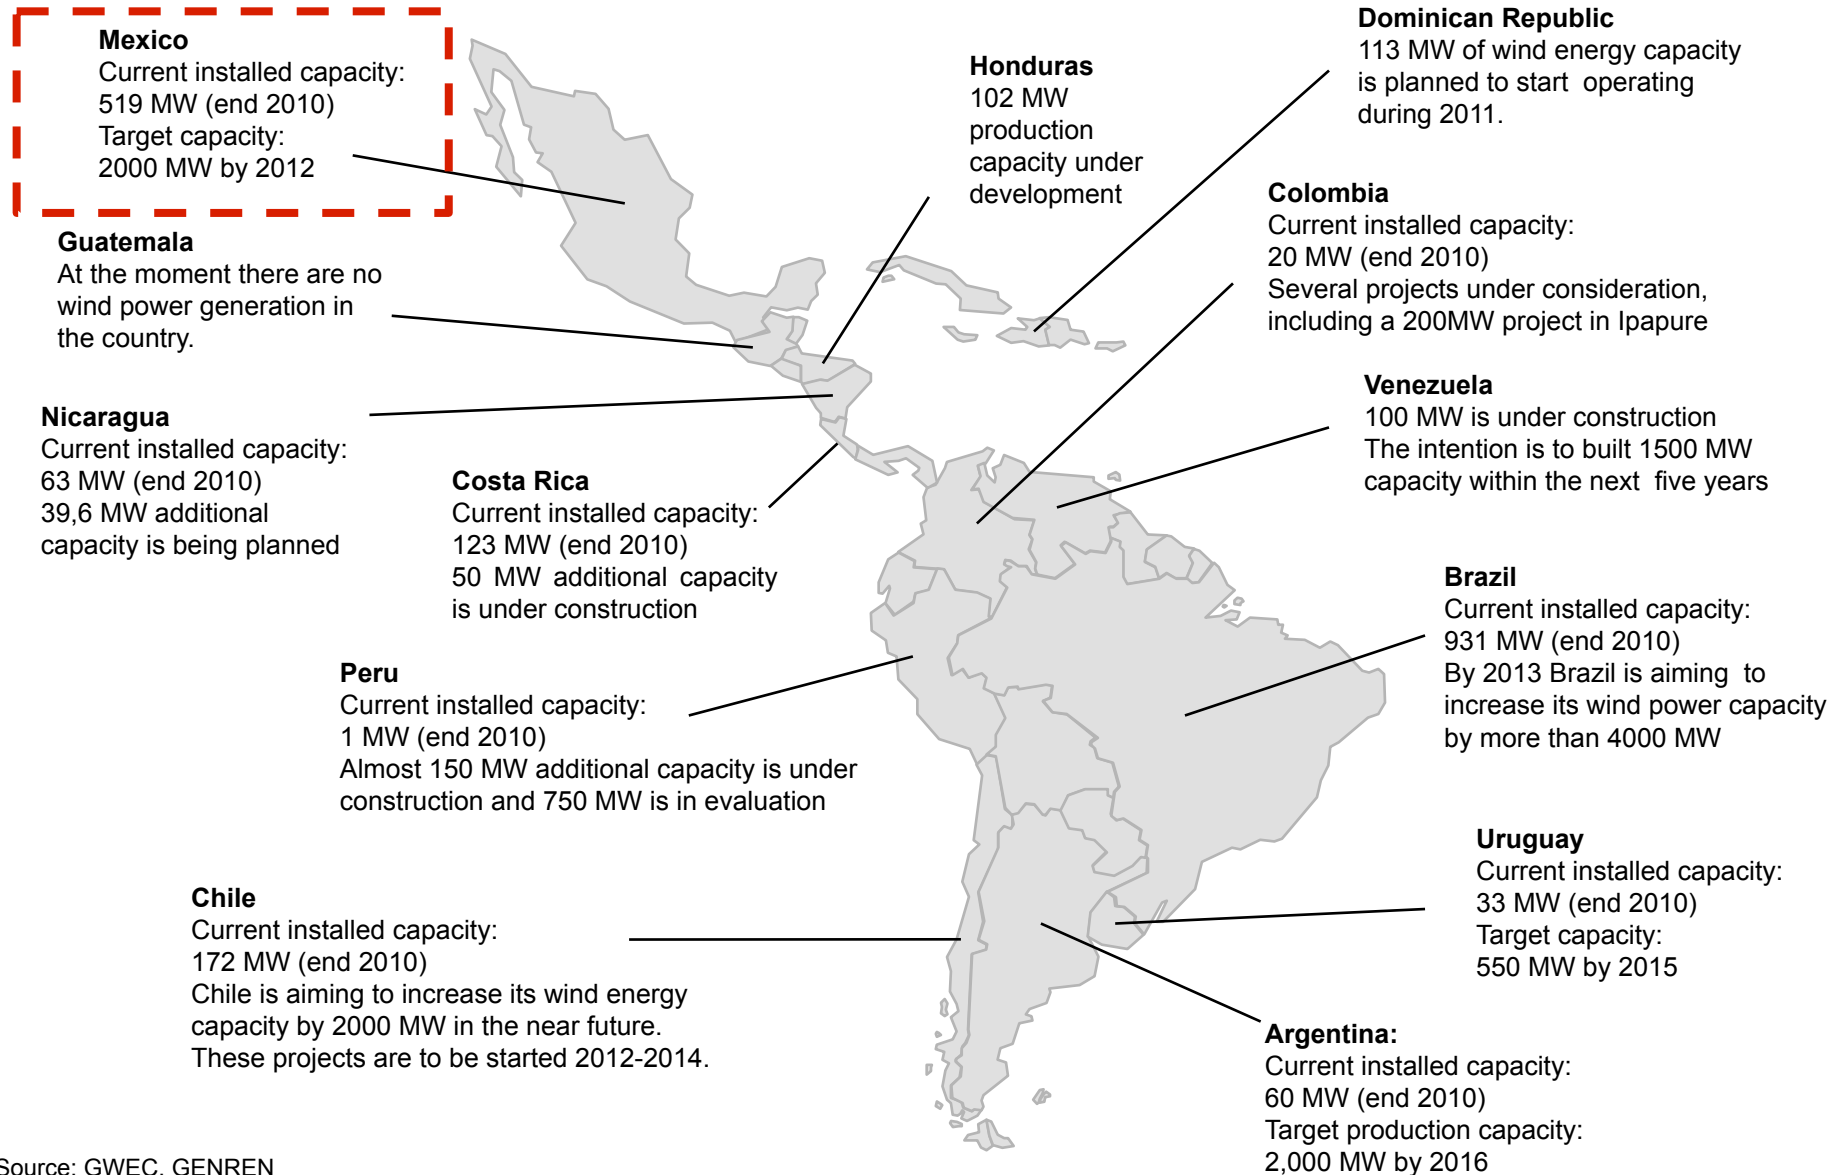 Mexico
Current installed capacity:
519 MW (end 2010)
Target capacity:
2000 MW by 2012
Guatemala
At the moment there are no
wind power generation in
the country.
Nicaragua
Current installed capacity:
63 MW (end 2010)
39,6 MW additional
capacity is being planned
Costa Rica
Current installed capacity:
123 MW (end 2010)
50 MW additional capacity
is under construction
Peru
Current installed capacity:
1 MW (end 2010)
Almost 150 MW additional capacity is under
construction and 750 MW is in evaluation
Chile
Current installed capacity:
172 MW (end 2010)
Chile is aiming to increase its wind energy
capacity by 2000 MW in the near future.
These projects are to be started 2012-2014.
Honduras
102 MW
production
capacity under
development
Dominican Republic
113 MW of wind energy capacity
is planned to start operating
during 2011.
Colombia
Current installed capacity:
20 MW (end 2010)
Several projects under consideration,
including a 200MW project in Ipapure
Venezuela
100 MW is under construction
The intention is to built 1500 MW
capacity within the next five years
Brazil
Current installed capacity:
931 MW (end 2010)
By 2013 Brazil is aiming to
increase its wind power capacity
by more than 4000 MW
Uruguay
Current installed capacity:
33 MW (end 2010)
Target capacity:
550 MW by 2015
Argentina:
Current installed capacity:
60 MW (end 2010)
Target production capacity:
2,000 MW by 2016
Source: GWEC, GENREN